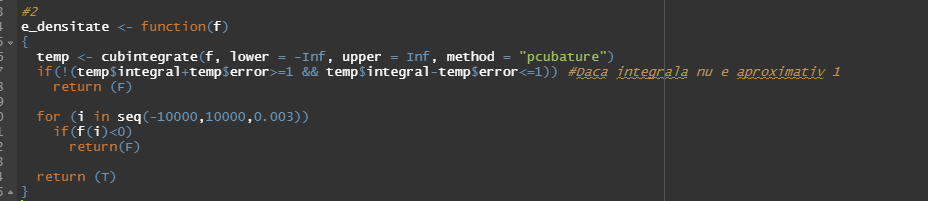 #2
e_densitate <- function(f)
{
temp <- cubintegrate(f, lower = -Inf, upper = Inf, method = "pcubature")
if(!(temp$integral+temp$error>=1 && temp$integral-temp$error<=1)) #Daca integrala nu e aproximativ 1
return (F)
for (i in seq(-10000,10000,0.003))
if(f(i)<0)
return(F)
return (T)
}